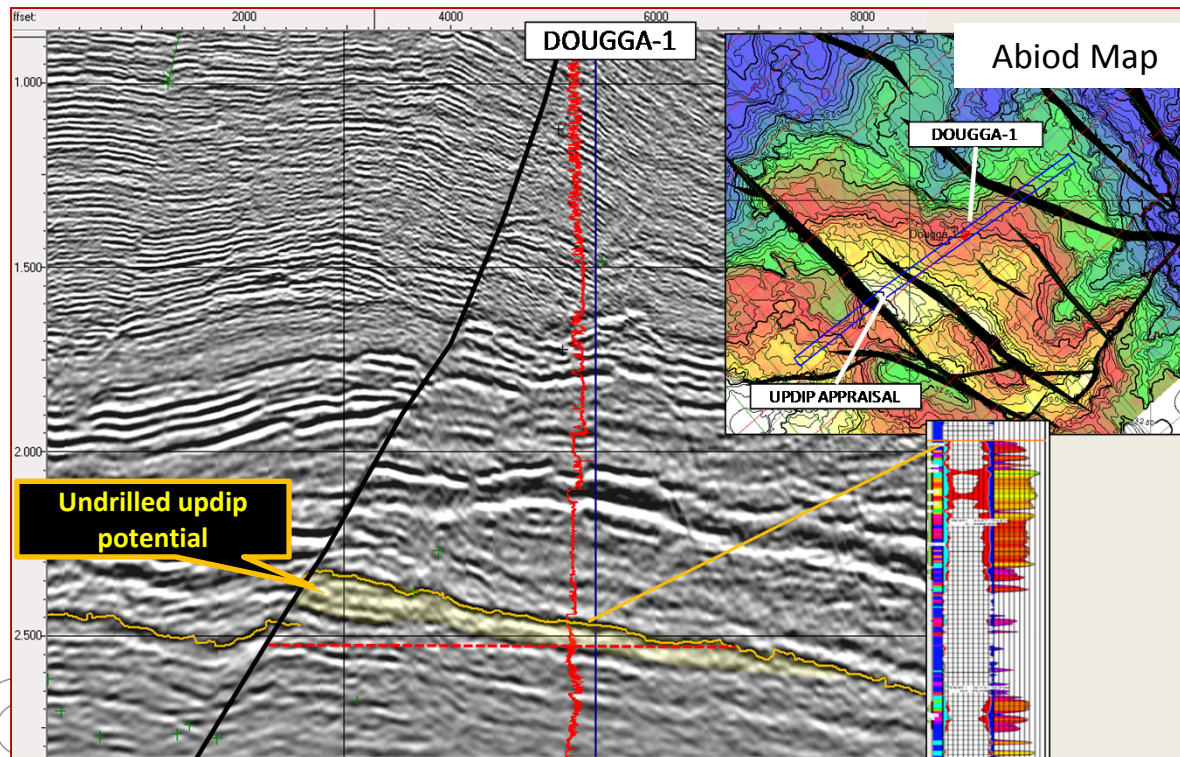 ffset:
2000
4000
6000
8000
DOUGGA-1
Abiod Map
1.000
DOUGGA-1
Dougga 1
1.500
UPDIP APPRAISAL
2.000
Undrilled updip
potential
2.500